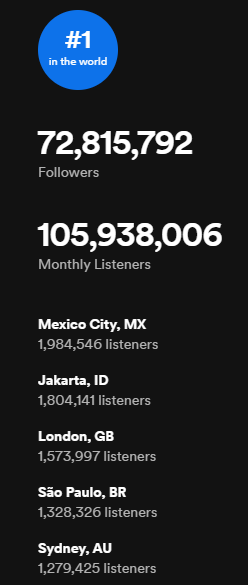 #1
in the world
72,815,792
Followers
105,938,006
Monthly Listeners
Mexico City, MX
1,984,546 listeners
Jakarta, ID
1,804,141 listeners
London, GB
1,573,997 listeners
São Paulo, BR
1,328,326 listeners
Sydney, AU
1,279,425 listeners